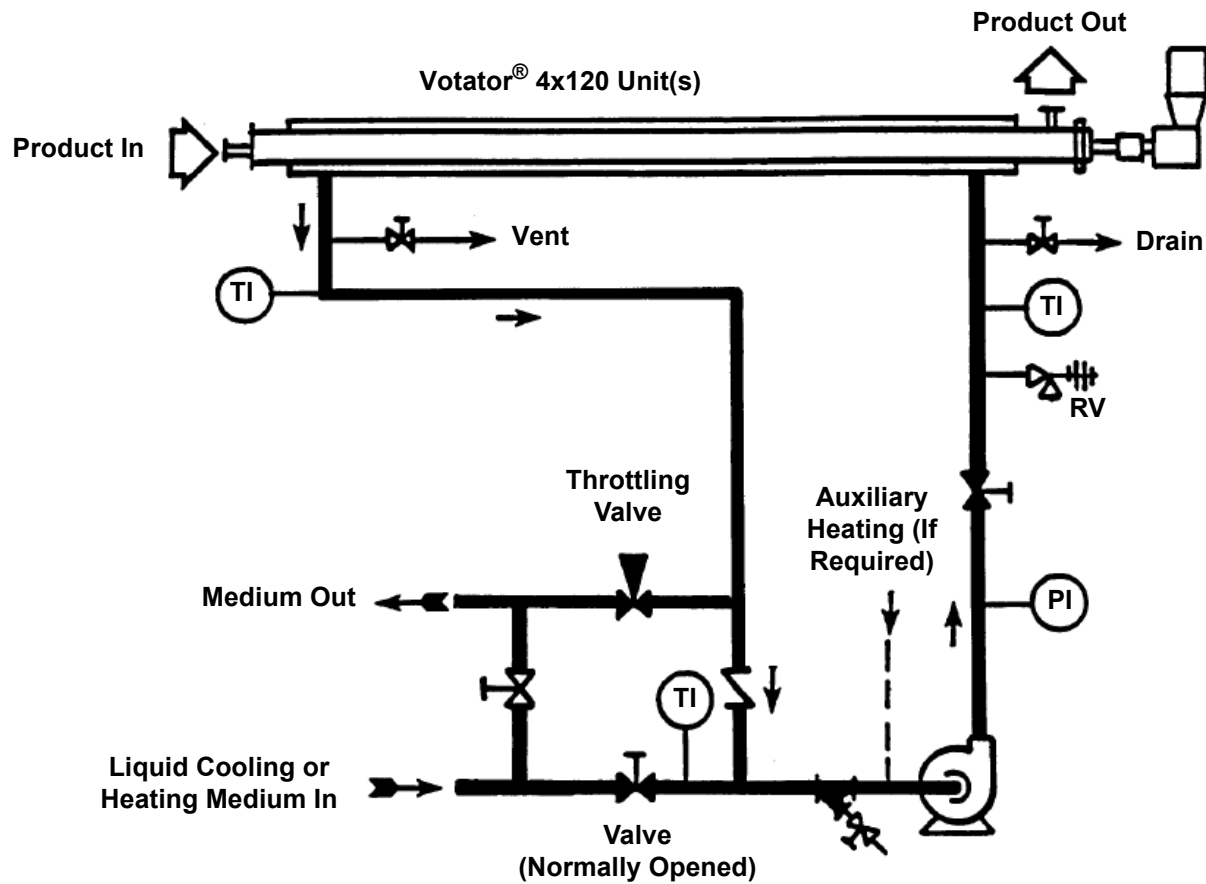 Product Out
Votator® 4x120 Unit(s)
Product In
Vent
Drain
TI
TI
RV
Throttling
Valve
Auxiliary
Heating (If
Required)
Medium Out
PI
TI
Liquid Cooling or
Heating Medium In
Valve
(Normally Opened)